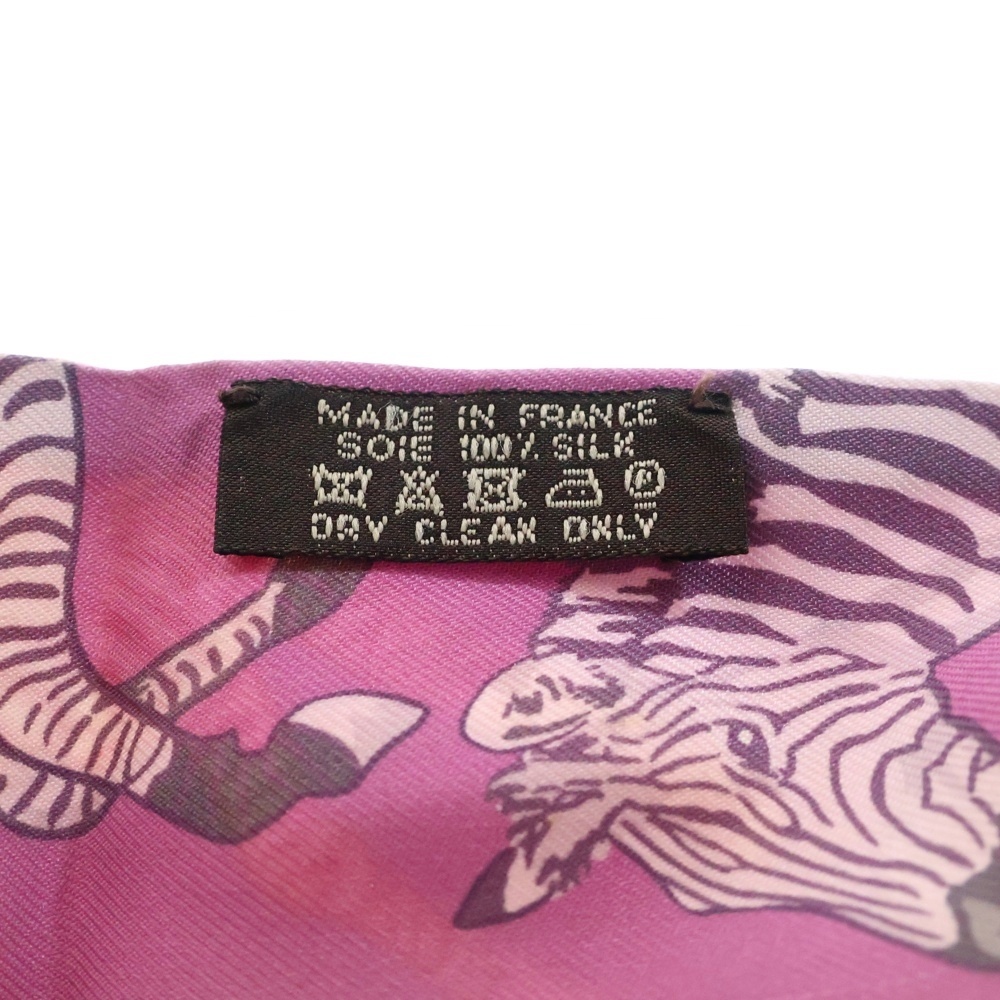 MADE IN FRANCE
SOIE 100% SILK
P
DRY CLEAN ONLY